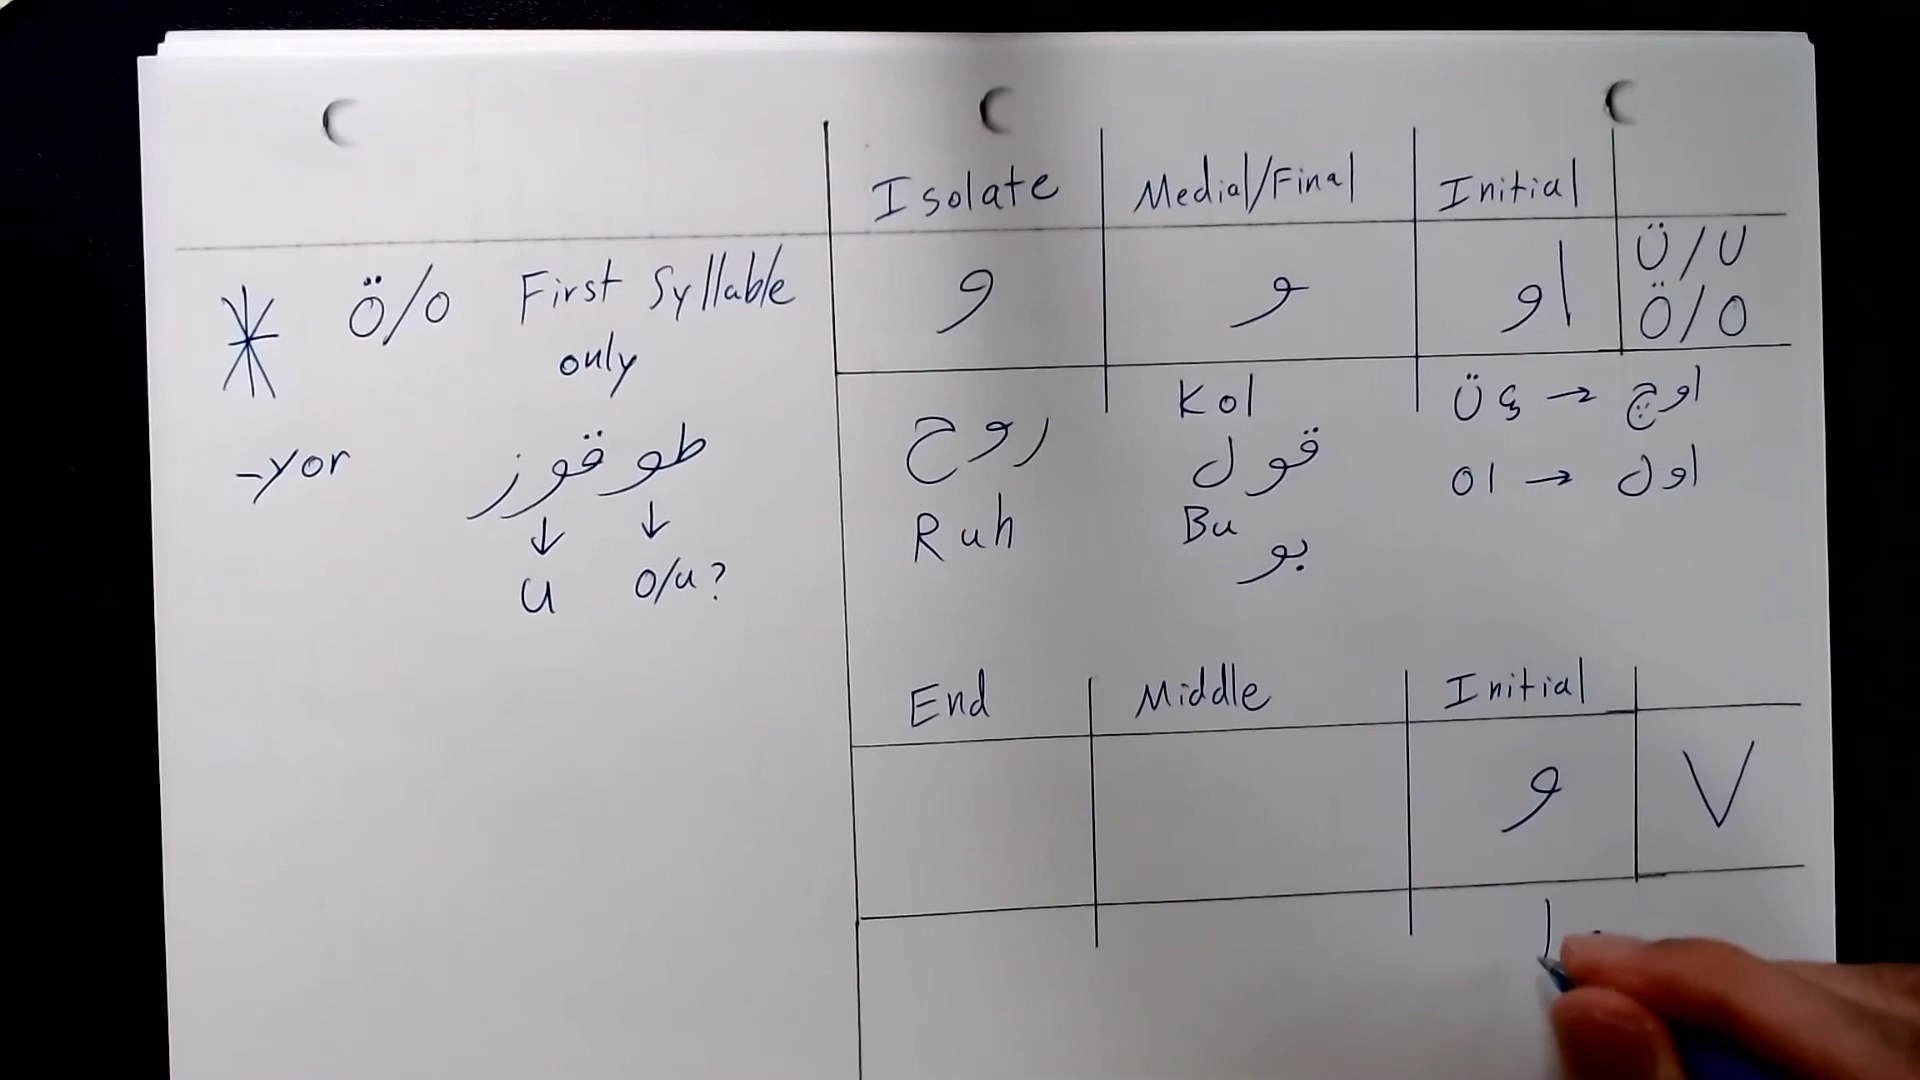 Isolate Medial/Final Initial
و و او Ü/U
Ö/O
* Ö/O First Syllable
only
-yor طوقوز
↓ ↓
u o/u?
روح
Ruh
Kol
قول
Bu
بو
Üç → اوچ
Ol → اول
End Middle Initial
و V